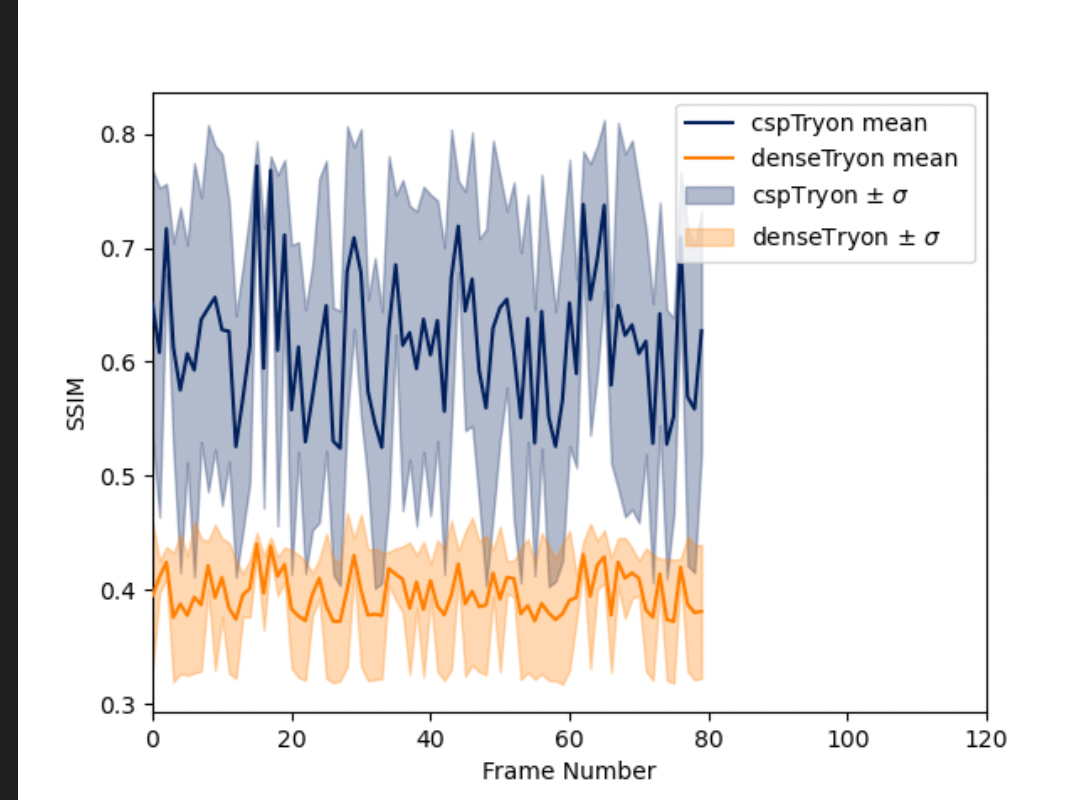 cspTryon mean
denseTryon mean
cspTryon ± σ
denseTryon ± σ
0.8
0.7
0.6
0.5
0.4
0.3
SSIM
0 20 40 60 80 100 120
Frame Number